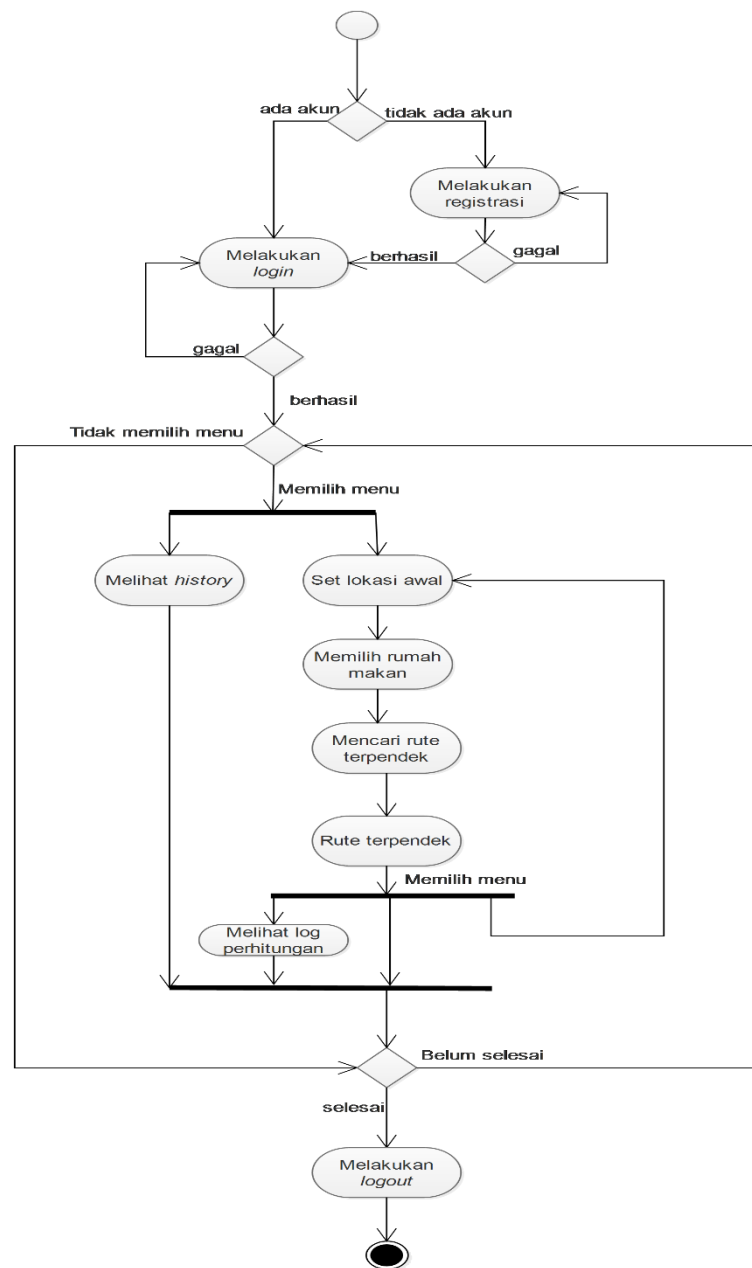 ada akun
tidak ada akun
Melakukan
registrasi
Melakukan
login
berhasil
gagal
gagal
berhasil
Tidak memilih menu
Memilih menu
Melihat history
Set lokasi awal
Memilih rumah
makan
Mencari rute
terpendek
Rute terpendek
Memilih menu
Melihat log
perhitungan
Belum selesai
selesai
Melakukan
logout